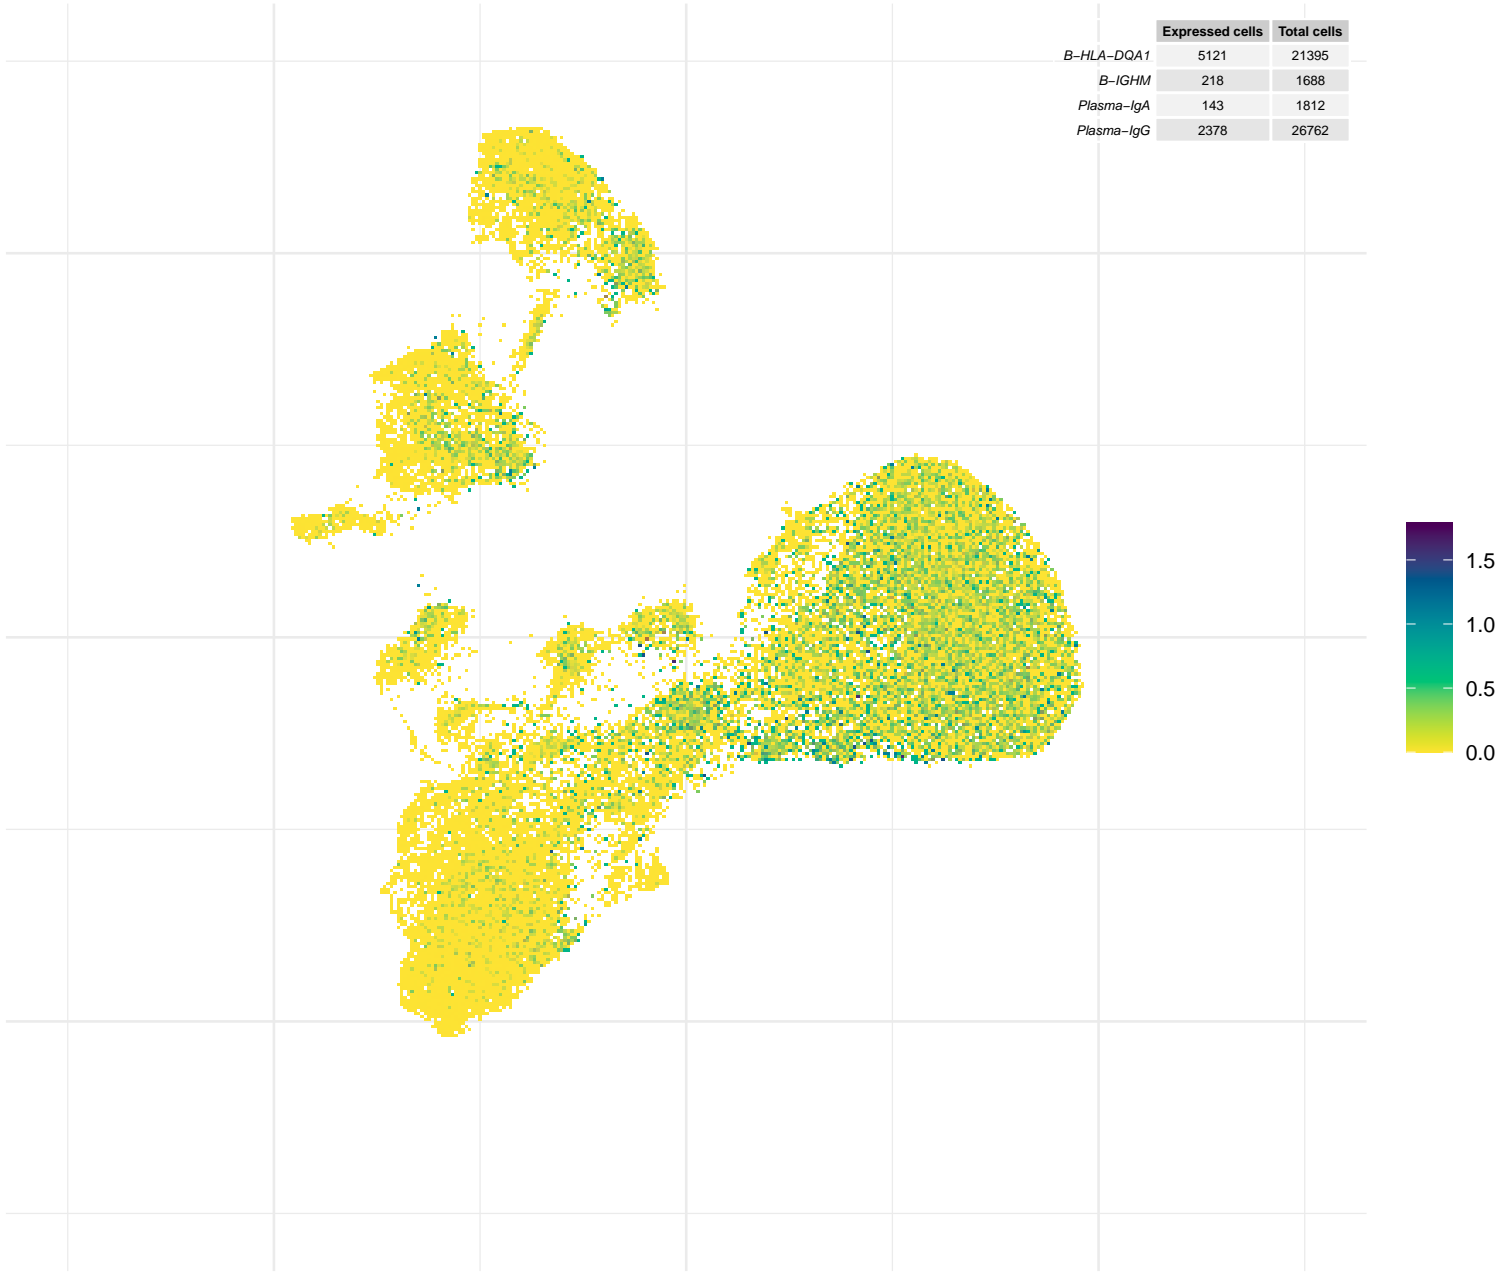 Expressed cells Total cells
B−HLA−DQA1 5121 21395
B−IGHM 218 1688
Plasma−IgA 143 1812
Plasma−IgG 2378 26762
1.5
1.0
0.5
0.0